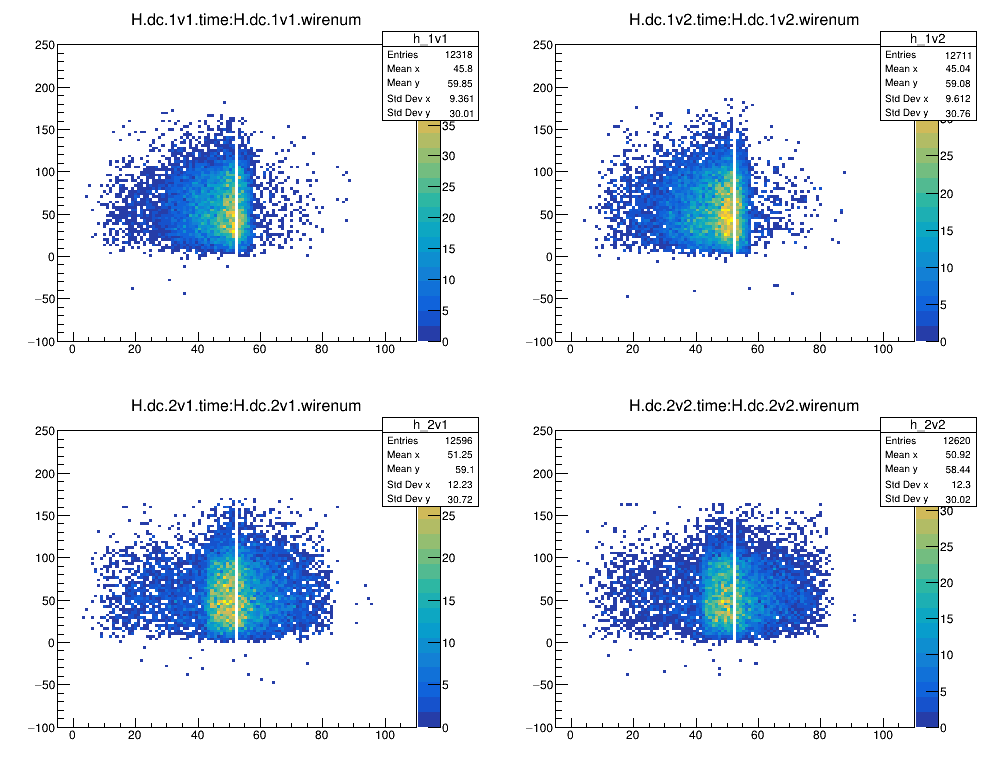 H.dc.1v1.time:H.dc.1v1.wirenum
h_1v1
Entries 12318
Mean x 45.8
Mean y 59.85
Std Dev x 9.361
Std Dev y 30.01
250
200
150
100
50
0
−50
−100
0 20 40 60 80 100
35
30
25
20
15
10
5
0
H.dc.1v2.time:H.dc.1v2.wirenum
h_1v2
Entries 12711
Mean x 45.04
Mean y 59.08
Std Dev x 9.612
Std Dev y 30.76
250
200
150
100
50
0
−50
−100
0 20 40 60 80 100
25
20
15
10
5
0
H.dc.2v1.time:H.dc.2v1.wirenum
h_2v1
Entries 12596
Mean x 51.25
Mean y 59.1
Std Dev x 12.23
Std Dev y 30.72
250
200
150
100
50
0
−50
−100
0 20 40 60 80 100
25
20
15
10
5
0
H.dc.2v2.time:H.dc.2v2.wirenum
h_2v2
Entries 12620
Mean x 50.92
Mean y 58.44
Std Dev x 12.3
Std Dev y 30.02
250
200
150
100
50
0
−50
−100
0 20 40 60 80 100
30
25
20
15
10
5
0